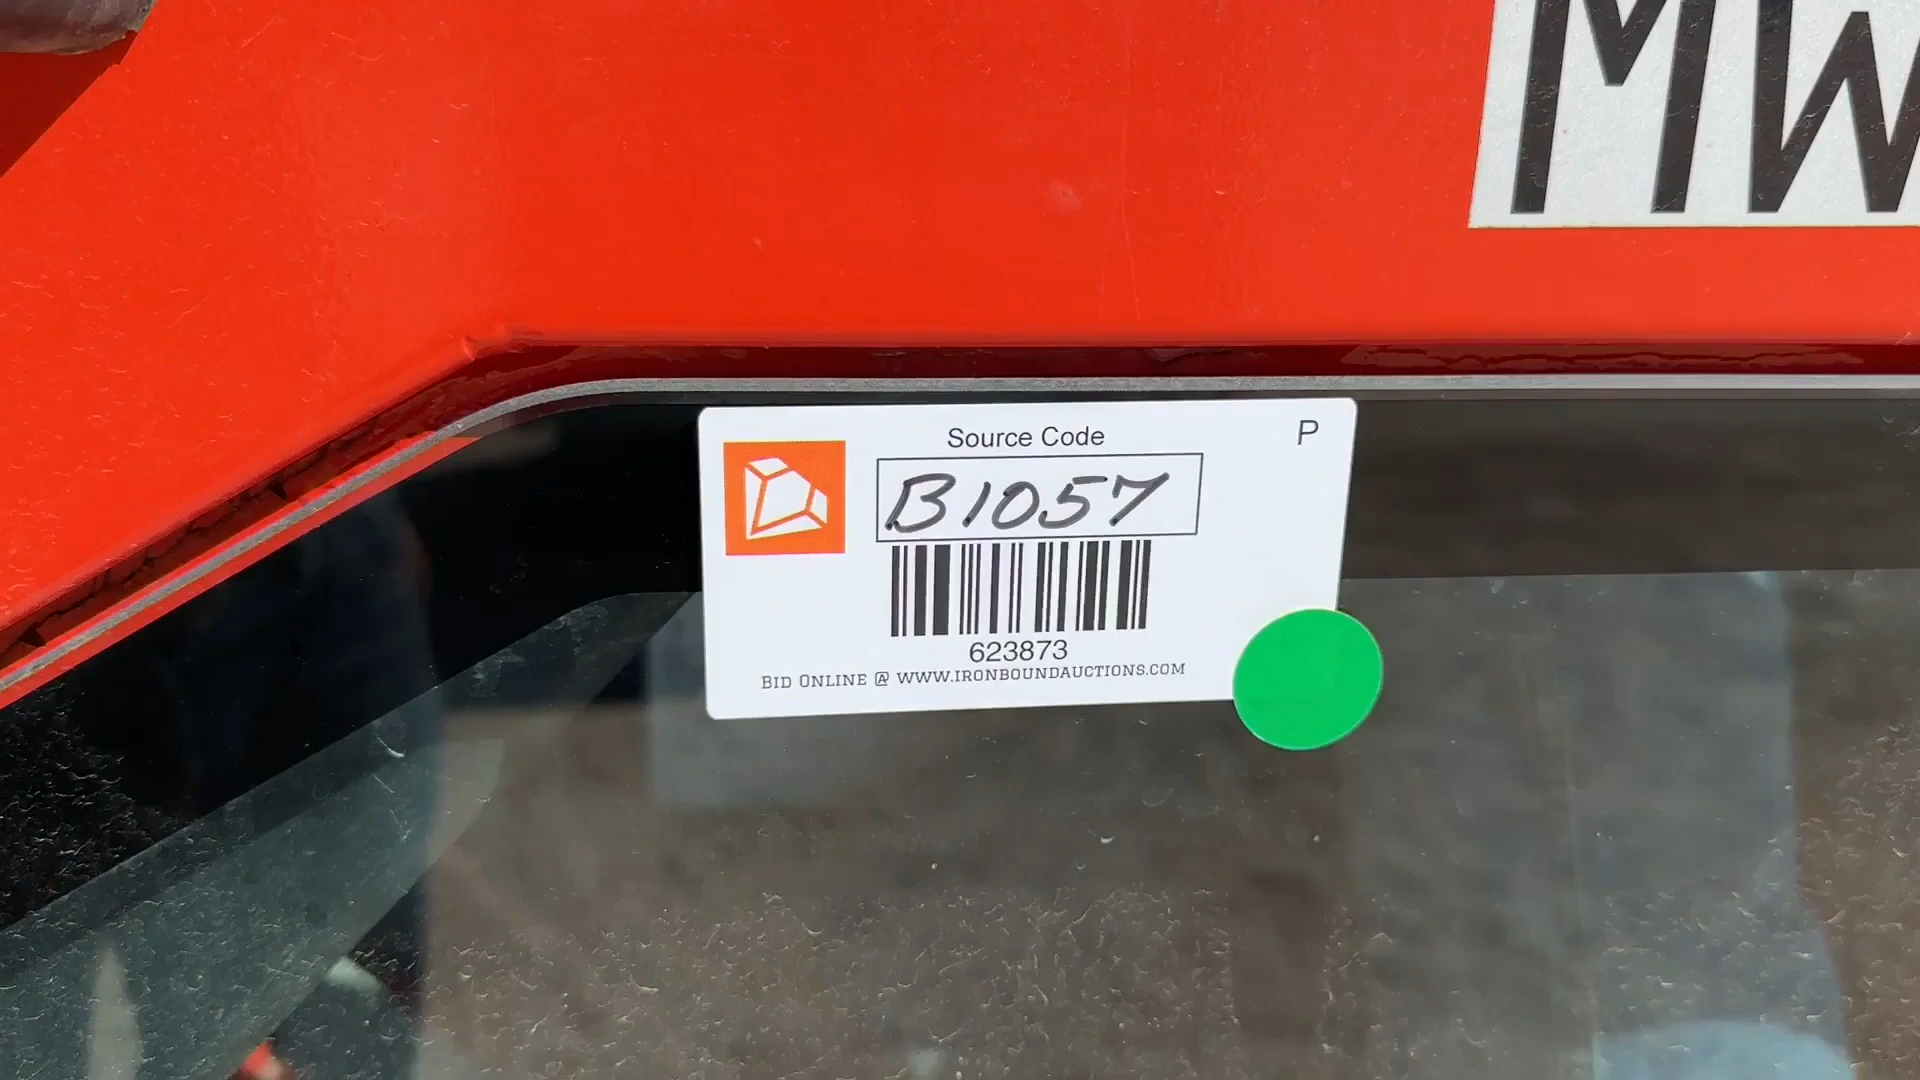 MW
Source Code
P
B1057
623873
BID ONLINE @ WWW.IRONBOUNDAUCTIONS.COM